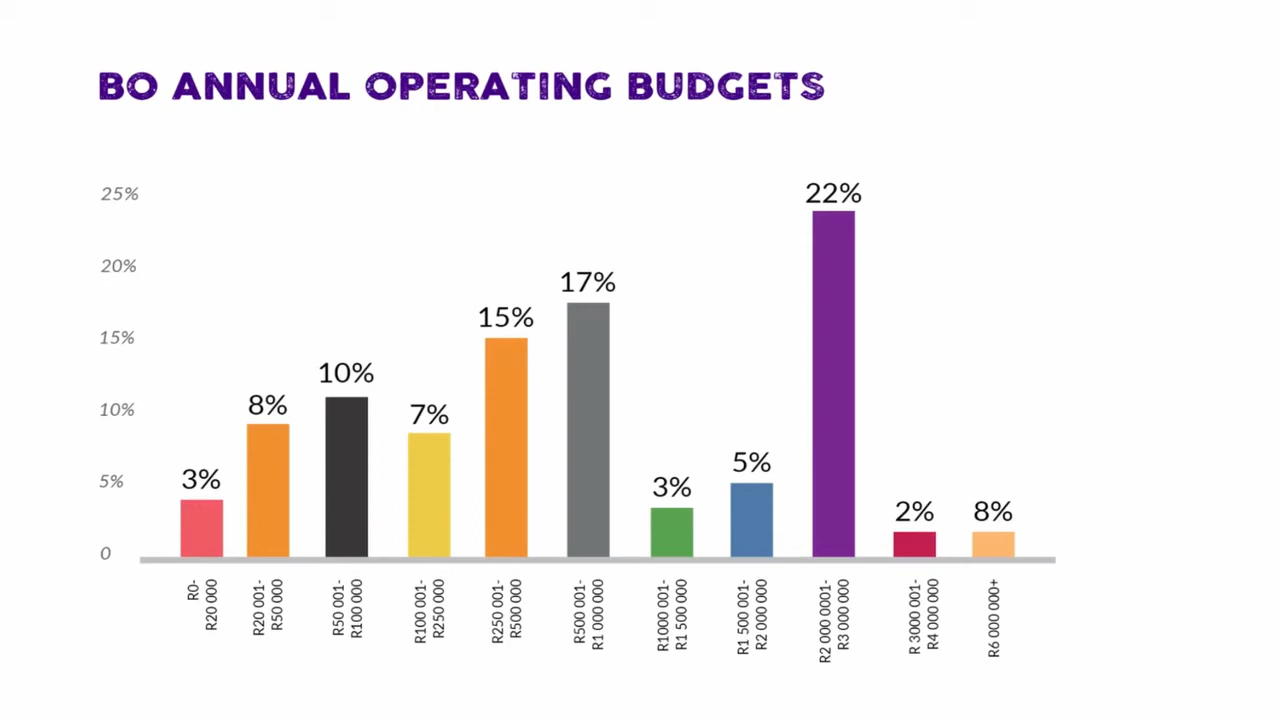 BO ANNUAL OPERATING BUDGETS
25%
20%
15%
10%
5%
0
3%
8%
10%
7%
15%
17%
3%
5%
22%
2%
8%
R0-
R20 000
R20 001-
R50 000
R50 001-
R100 000
R100 001-
R250 000
R250 001-
R500 000
R500 001-
R1 000 000
R1000 001-
R1 500 000
R1 500 001-
R2 000 000
R2 000 0001-
R3 000 000
R 3000 001-
R4 000 000
R6 000 000+